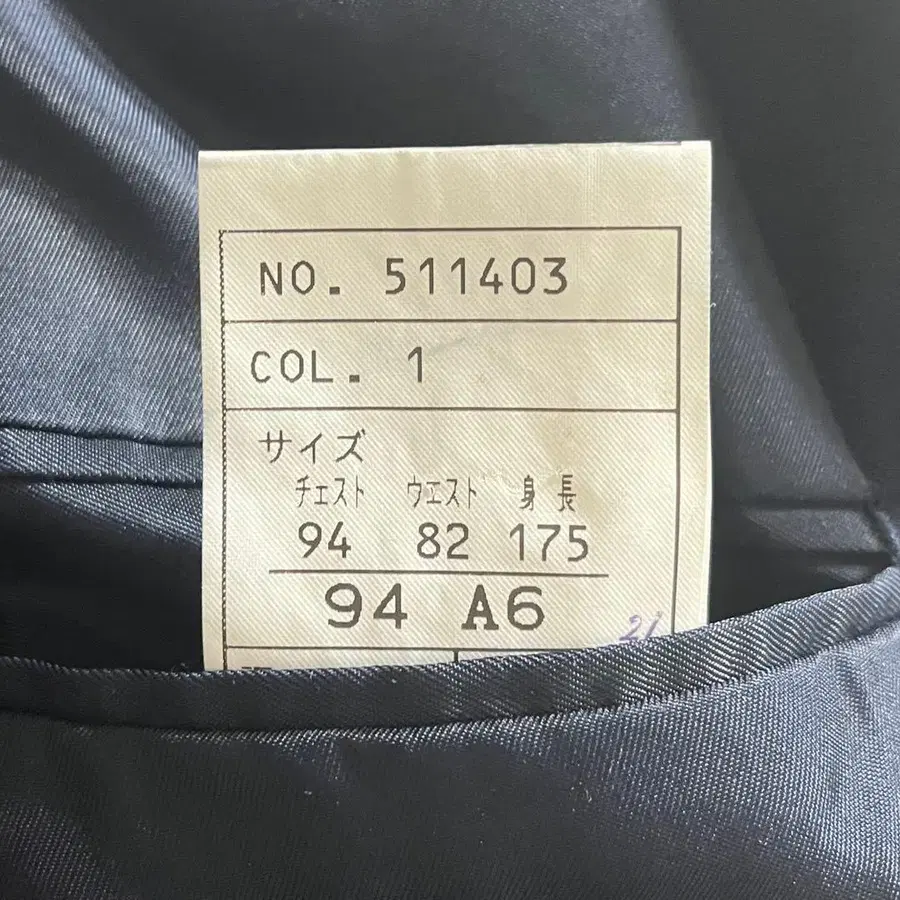 NO. 511403
COL. 1
サイズ
チェスト ウエスト 身長
94 82 175
94 A6
21